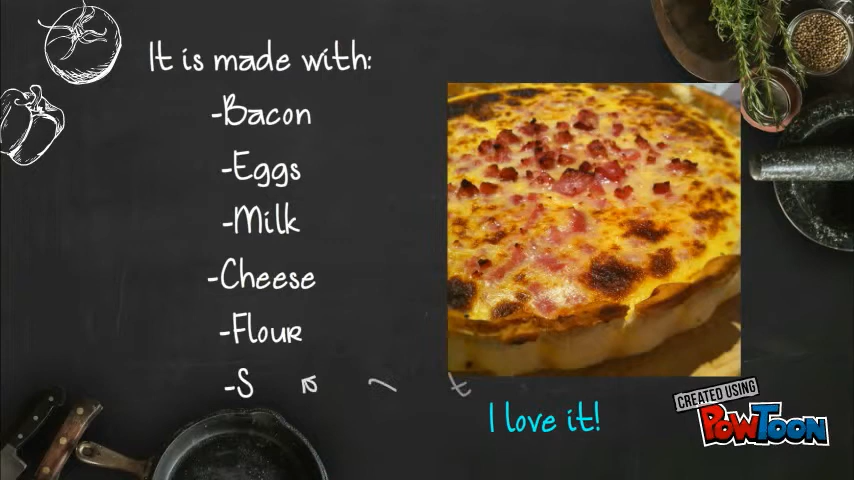 It is made with:
-Bacon
-Eggs
-Milk
-Cheese
-Flour
-S
I love it!
CREATED USING
POWTOON